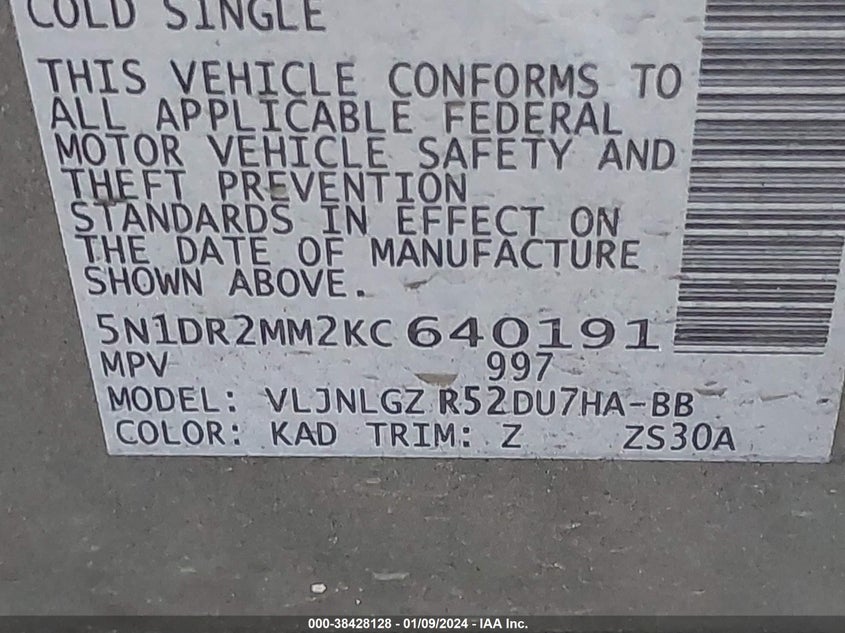 COLD SINGLE
THIS VEHICLE CONFORMS TO
ALL APPLICABLE FEDERAL
MOTOR VEHICLE SAFETY AND
THEFT PREVENTION
STANDARDS IN EFFECT ON
THE DATE OF MANUFACTURE
SHOWN ABOVE.
5N1DR2MM2KC 640191
MPV 997
MODEL: VLJNLGZ R52DU7HA-BB
COLOR: KAD TRIM: Z ZS30A
000-38428128 - 01/09/2024 - IAA Inc.